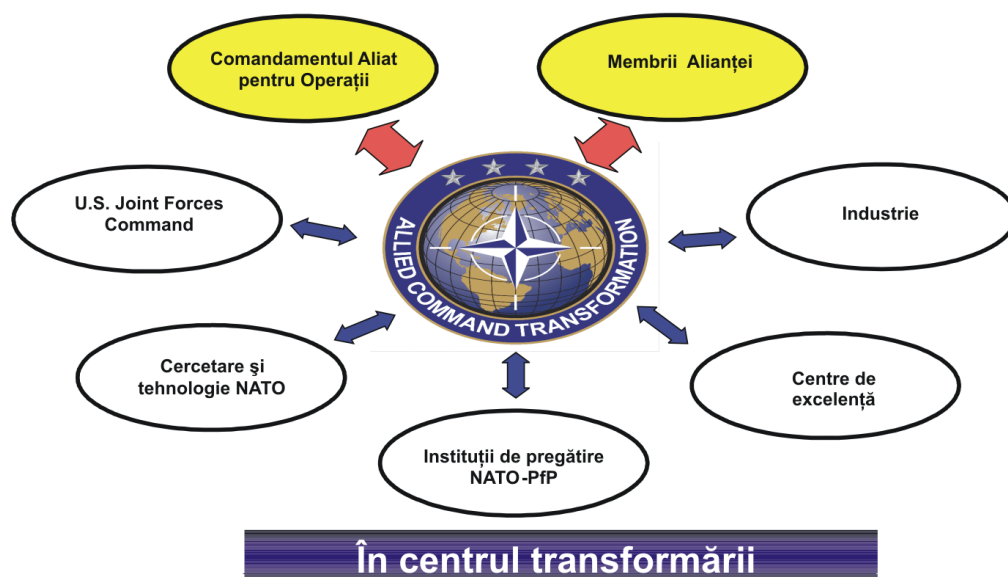 Comandamentul Aliat
pentru Operații
Membrii Alianței
U.S. Joint Forces
Command
ALLIED COMMAND TRANSFORMATION
Industrie
Cercetare şi
tehnologie NATO
Centre de
excelență
Instituții de pregătire
NATO-PfP
În centrul transformării